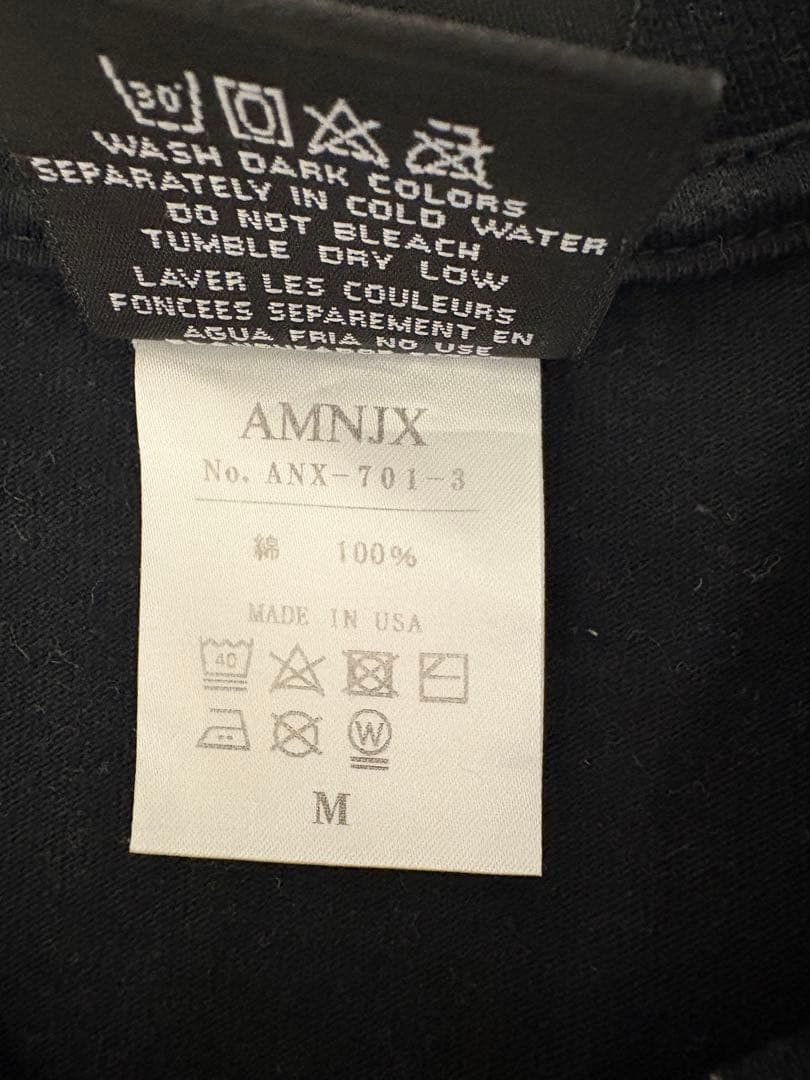 30°
WASH DARK COLORS
SEPARATELY IN COLD WATER
DO NOT BLEACH
TUMBLE DRY LOW
LAVER LES COULEURS
FONCEES SEPAREMENT EN
AGUA FRIA NO USE
AMNJX
No. ANX-701-3
綿 100%
MADE IN USA
40
W
M